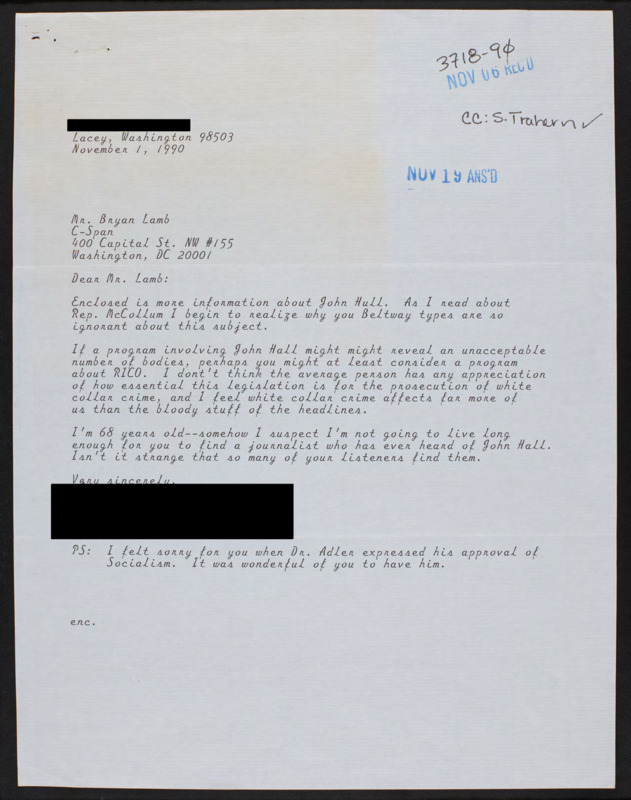 3718-90
NOV 06 REC'D
CC: S. Trahern ✓
Lacey, Washington 98503
November 1, 1990
NOV 19 ANS'D
Mr. Bryan Lamb
C-Span
400 Capital St. NW #155
Washington, DC 20001
Dear Mr. Lamb:
Enclosed is more information about John Hull. As I read about
Rep. McCollum I begin to realize why you Beltway types are so
ignorant about this subject.
If a program involving John Hall might might reveal an unacceptable
number of bodies, perhaps you might at least consider a program
about RICO. I don't think the average person has any appreciation
of how essential this legislation is for the prosecution of white
collar crime, and I feel white collar crime affects far more of
us than the bloody stuff of the headlines.
I'm 68 years old--somehow I suspect I'm not going to live long
enough for you to find a journalist who has ever heard of John Hall.
Isn't it strange that so many of your listeners find them.
Very sincerely,
PS: I felt sorry for you when Dr. Adler expressed his approval of
Socialism. It was wonderful of you to have him.
enc.